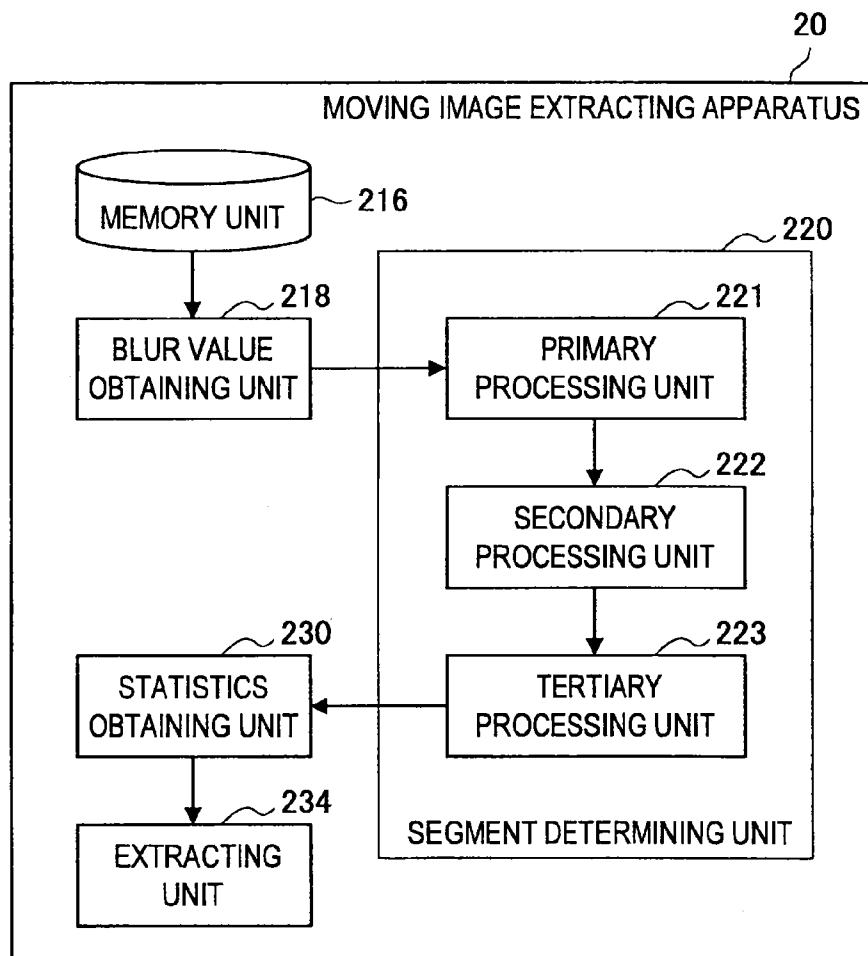 20
MOVING IMAGE EXTRACTING APPARATUS
MEMORY UNIT
216
220
218
BLUR VALUE
OBTAINING UNIT
221
PRIMARY
PROCESSING UNIT
222
SECONDARY
PROCESSING UNIT
223
TERTIARY
PROCESSING UNIT
230
STATISTICS
OBTAINING UNIT
234
EXTRACTING
UNIT
SEGMENT DETERMINING UNIT